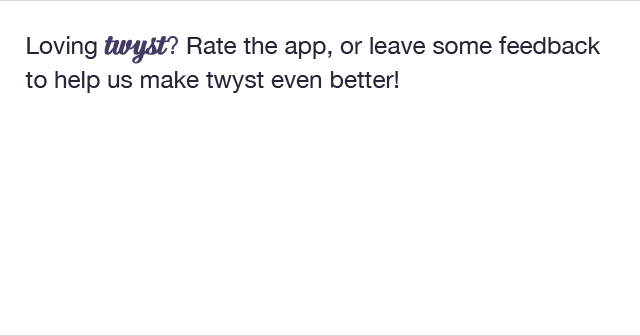 Loving twyst? Rate the app, or leave some feedback
to help us make twyst even better!